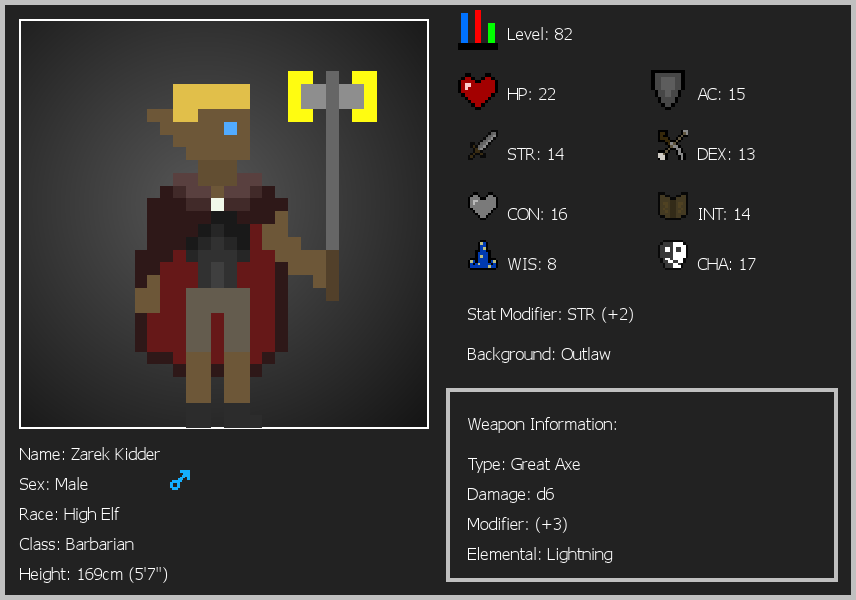 Level: 82
HP: 22
AC: 15
STR: 14
DEX: 13
CON: 16
INT: 14
WIS: 8
CHA: 17
Stat Modifier: STR (+2)
Background: Outlaw
Weapon Information:
Type: Great Axe
Damage: d6
Modifier: (+3)
Elemental: Lightning
Name: Zarek Kidder
Sex: Male
Race: High Elf
Class: Barbarian
Height: 169cm (5'7")